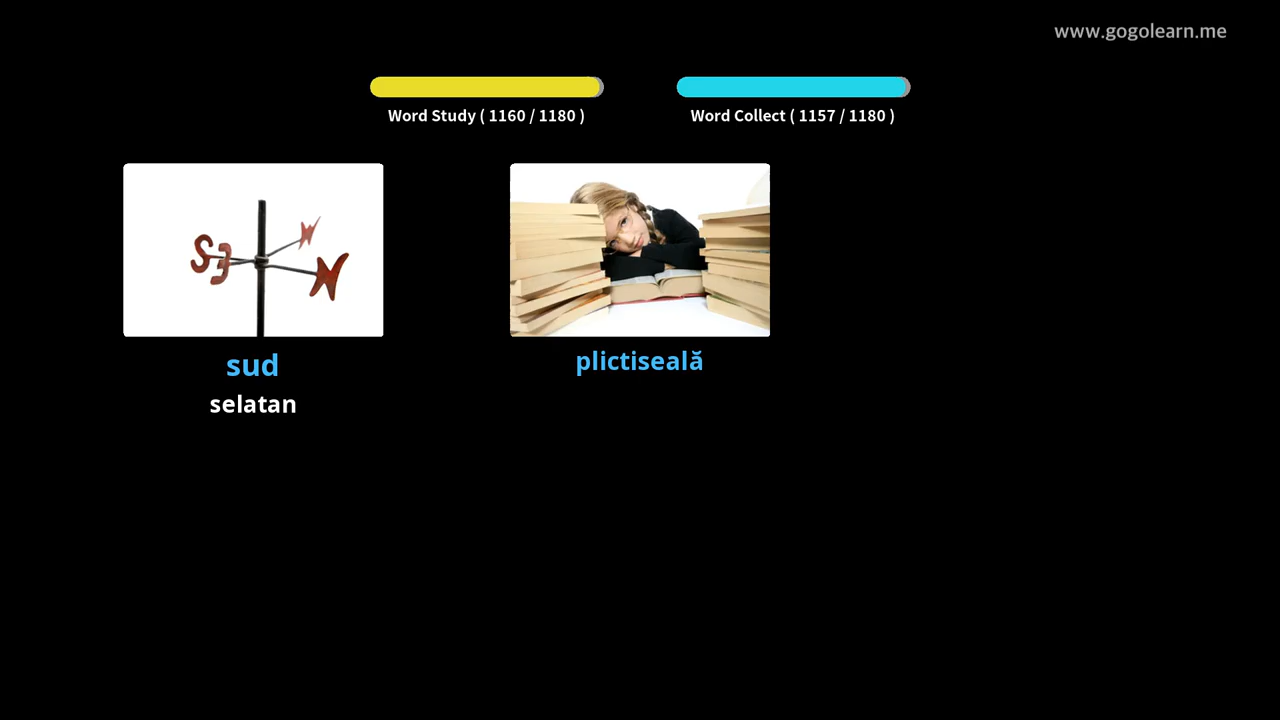 www.gogolearn.me
Word Study ( 1160 / 1180 )
Word Collect ( 1157 / 1180 )
sud
selatan
plictiseală